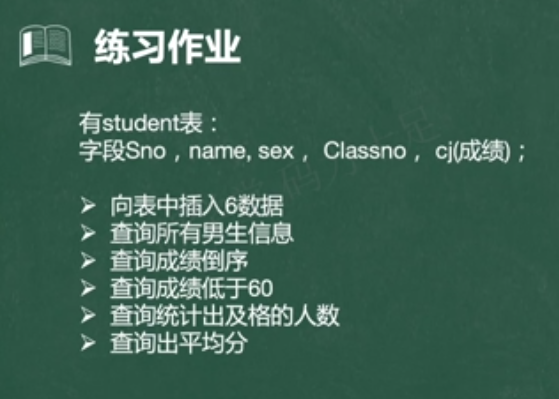 练习作业
有student表：
字段Sno，name, sex， Classno， cj(成绩)；
➢ 向表中插入6数据
➢ 查询所有男生信息
➢ 查询成绩倒序
➢ 查询成绩低于60
➢ 查询统计出及格的人数
➢ 查询出平均分